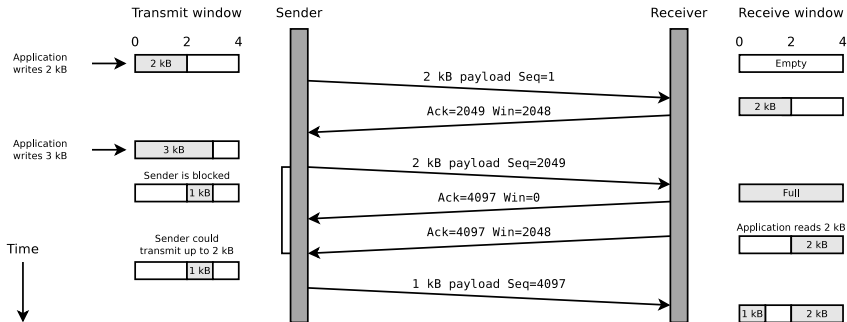 Transmit window
Sender
Receiver
Receive window
0 2 4
0 2 4
Application
writes 2 kB
2 kB
Empty
2 kB payload Seq=1
2 kB
Ack=2049 Win=2048
Application
writes 3 kB
3 kB
2 kB payload Seq=2049
Sender is blocked
1 kB
Full
Ack=4097 Win=0
Application reads 2 kB
Ack=4097 Win=2048
2 kB
Sender could
transmit up to 2 kB
1 kB
Time
1 kB payload Seq=4097
1 kB
2 kB